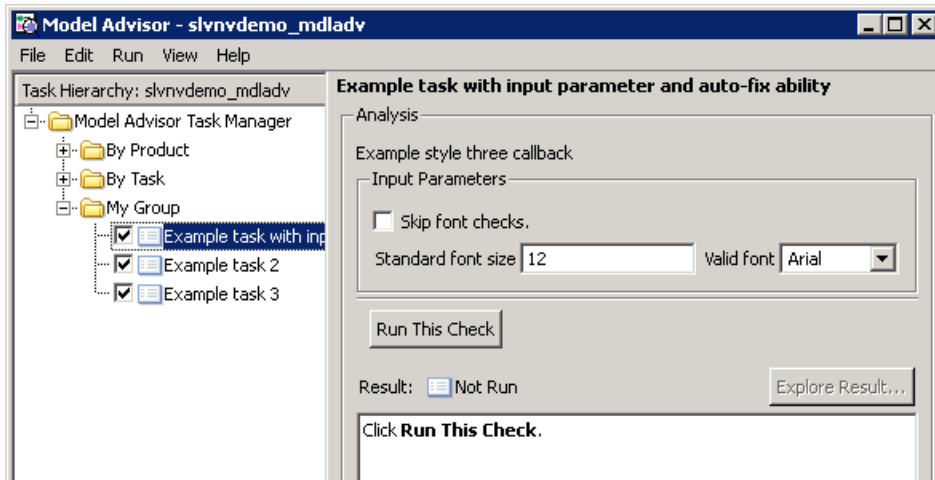 Model Advisor - slvnvdemo_mdladv
File Edit Run View Help
Task Hierarchy: slvnvdemo_mdladv
Model Advisor Task Manager
By Product
By Task
My Group
Example task with inp
Example task 2
Example task 3
Example task with input parameter and auto-fix ability
Analysis
Example style three callback
Input Parameters
Skip font checks.
Standard font size 12 Valid font Arial
Run This Check
Result: Not Run Explore Result...
Click Run This Check.